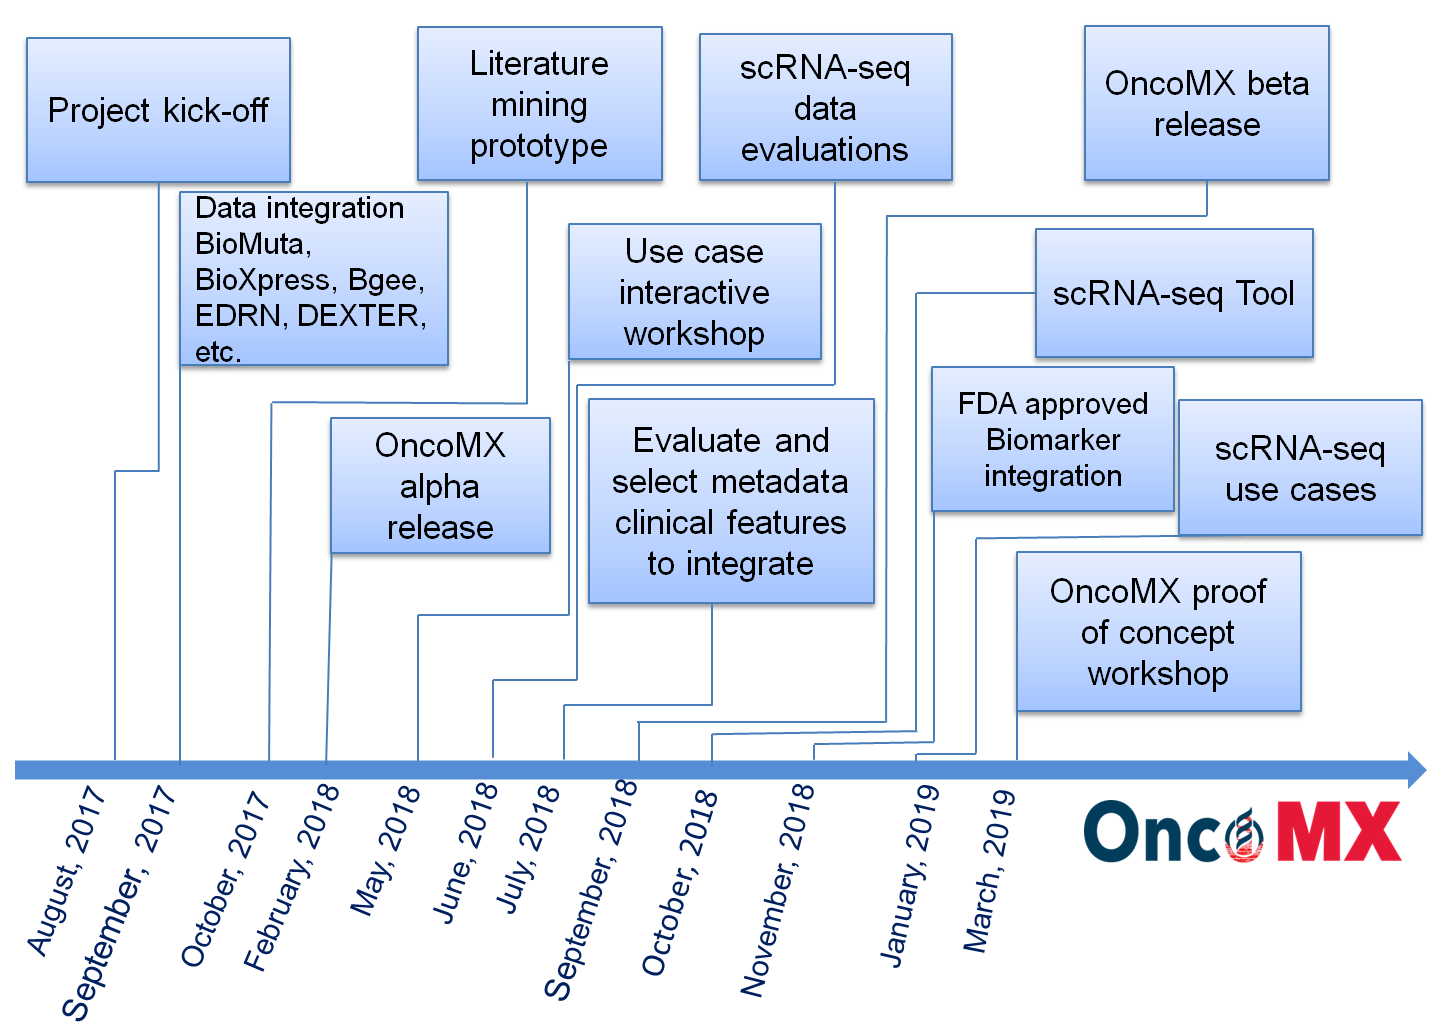 Project kick-off
Data integration
BioMuta,
BioXpress, Bgee,
EDRN, DEXTER,
etc.
Literature
mining
prototype
OncoMX
alpha
release
Use case
interactive
workshop
scRNA-seq
data
evaluations
Evaluate and
select metadata
clinical features
to integrate
OncoMX beta
release
scRNA-seq Tool
FDA approved
Biomarker
integration
scRNA-seq
use cases
OncoMX proof
of concept
workshop
August, 2017
September, 2017
October, 2017
February, 2018
May, 2018
June, 2018
July, 2018
September, 2018
October, 2018
November, 2018
January, 2019
March, 2019
OncoMX